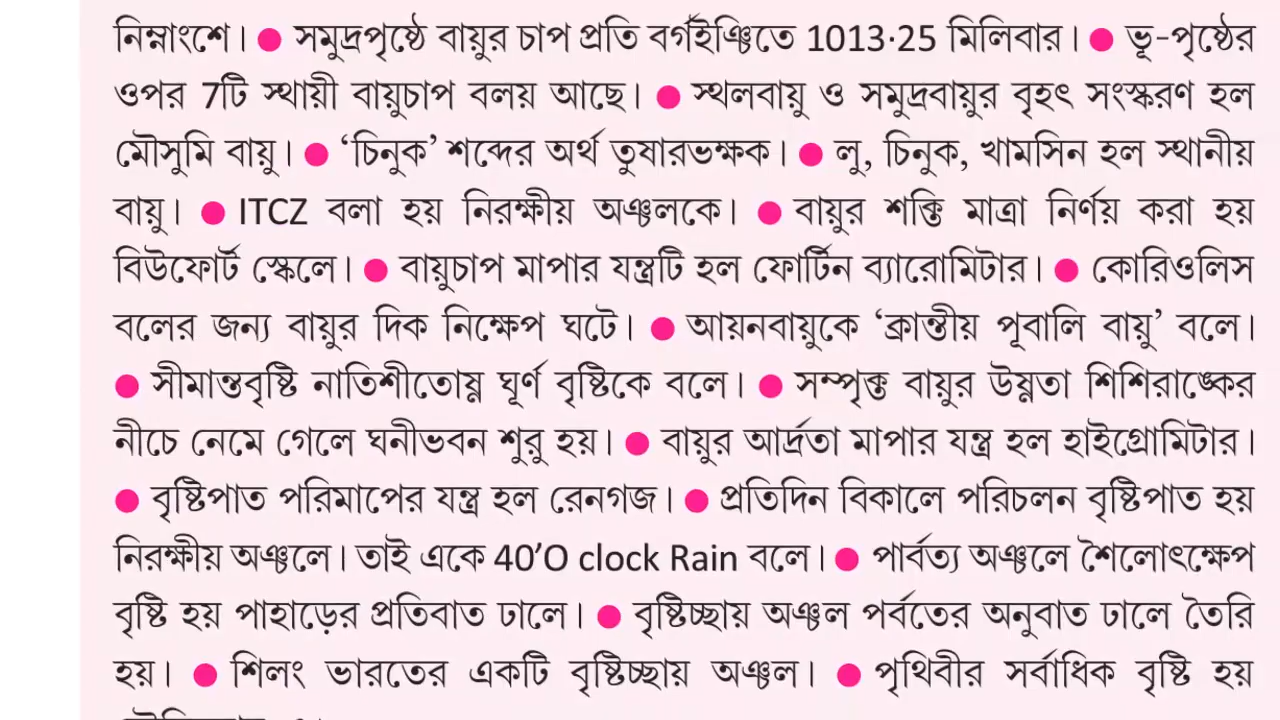 নিম্নাংশে। ● সমুদ্রপৃষ্ঠে বায়ুর চাপ প্রতি বর্গইঞ্চিতে 1013·25 মিলিবার। ● ভূ-পৃষ্ঠের
ওপর 7টি স্থায়ী বায়ুচাপ বলয় আছে। ● স্থলবায়ু ও সমুদ্রবায়ুর বৃহৎ সংস্করণ হল
মৌসুমি বায়ু। ● ‘চিনুক’ শব্দের অর্থ তুষারভক্ষক। ● লু, চিনুক, খামসিন হল স্থানীয়
বায়ু। ● ITCZ বলা হয় নিরক্ষীয় অঞ্চলকে। ● বায়ুর শক্তি মাত্রা নির্ণয় করা হয়
বিউফোর্ট স্কেলে। ● বায়ুচাপ মাপার যন্ত্রটি হল ফোর্টিন ব্যারোমিটার। ● কোরিওলিস
বলের জন্য বায়ুর দিক নিক্ষেপ ঘটে। ● আয়নবায়ুকে ‘ক্রান্তীয় পূবালি বায়ু’ বলে।
● সীমান্তবৃষ্টি নাতিশীতোষ্ণ ঘূর্ণ বৃষ্টিকে বলে। ● সম্পৃক্ত বায়ুর উষ্ণতা শিশিরাঙ্কের
নীচে নেমে গেলে ঘনীভবন শুরু হয়। ● বায়ুর আর্দ্রতা মাপার যন্ত্র হল হাইগ্রোমিটার।
● বৃষ্টিপাত পরিমাপের যন্ত্র হল রেনগজ। ● প্রতিদিন বিকালে পরিচলন বৃষ্টিপাত হয়
নিরক্ষীয় অঞ্চলে। তাই একে 40’O clock Rain বলে। ● পার্বত্য অঞ্চলে শৈলোৎক্ষেপ
বৃষ্টি হয় পাহাড়ের প্রতিবাত ঢালে। ● বৃষ্টিচ্ছায় অঞ্চল পর্বতের অনুবাত ঢালে তৈরি
হয়। ● শিলং ভারতের একটি বৃষ্টিচ্ছায় অঞ্চল। ● পৃথিবীর সর্বাধিক বৃষ্টি হয়